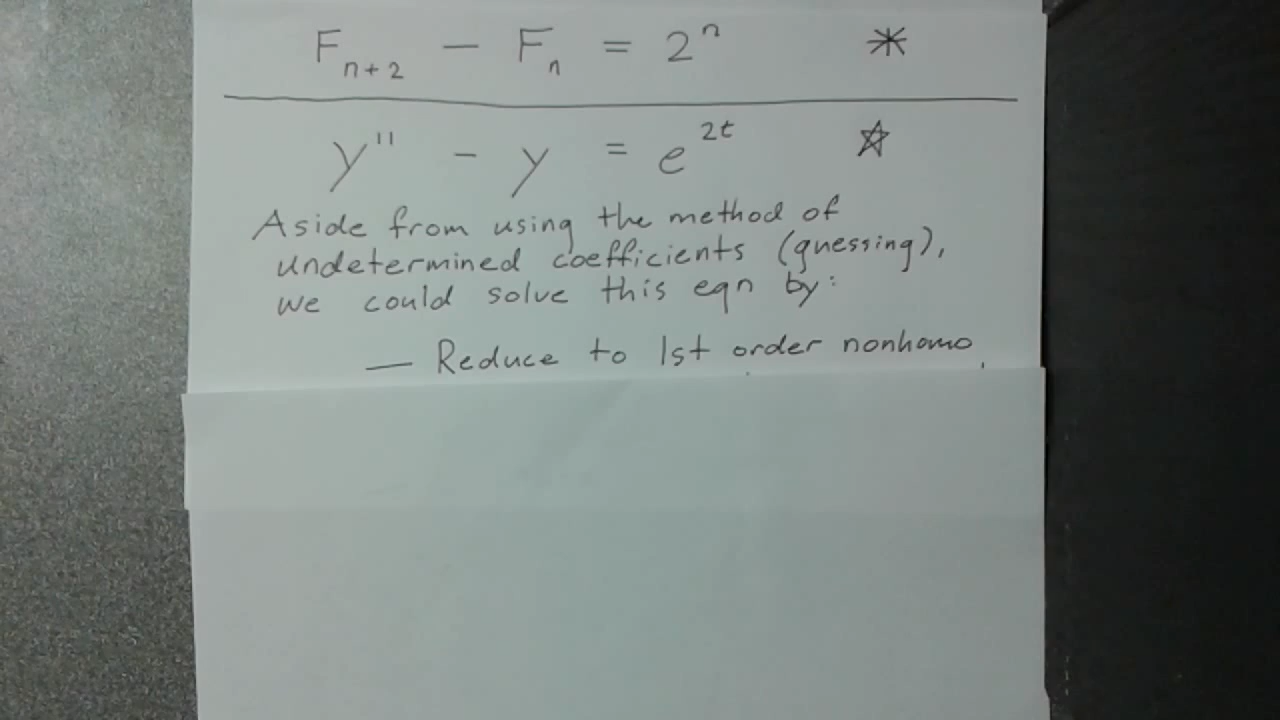 F_{n+2} - F_n = 2^n *
y'' - y = e^{2t} ☆
Aside from using the method of
undetermined coefficients (guessing),
we could solve this eqn by:
— Reduce to 1st order nonhomo